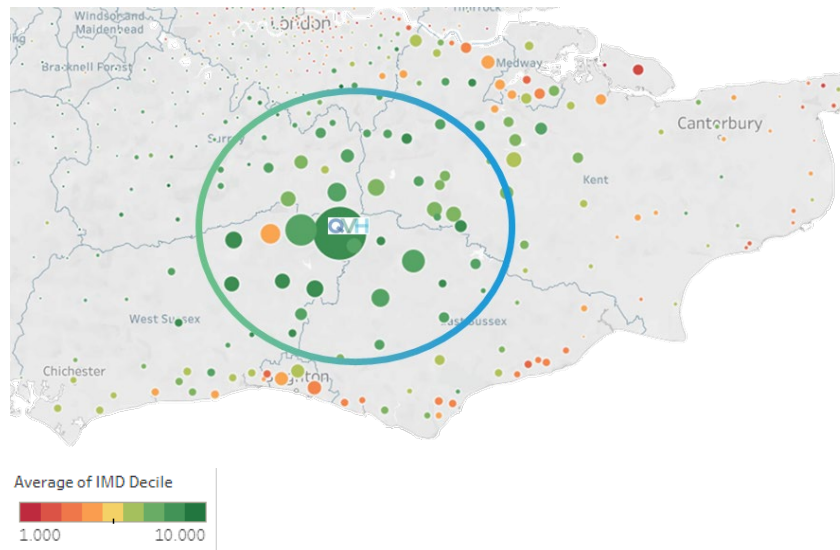 Windsor and
Maidenhead
London
Bracknell Forest
Medway
Surrey
Canterbury
Kent
QVH
West Sussex
East Sussex
Chichester
Brighton
Average of IMD Decile
1.000
10.000